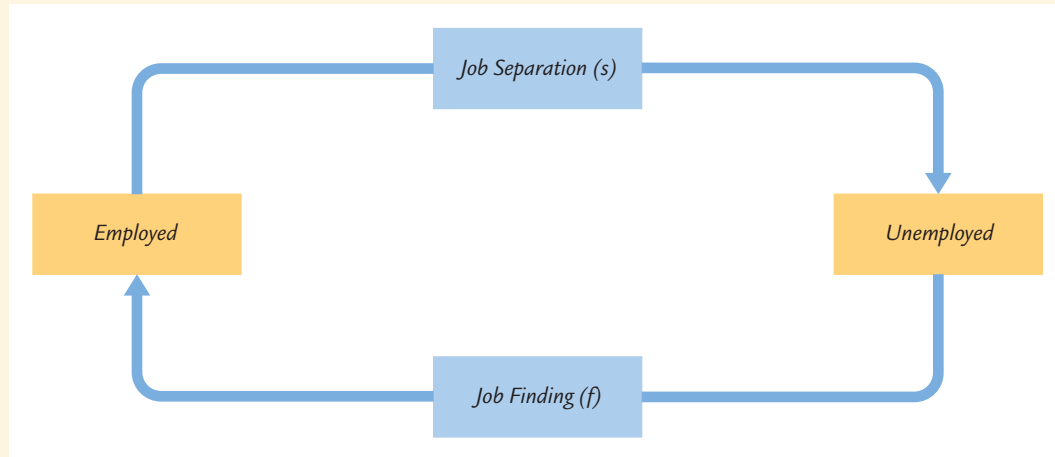 Job Separation (s)
Employed
Unemployed
Job Finding (f)